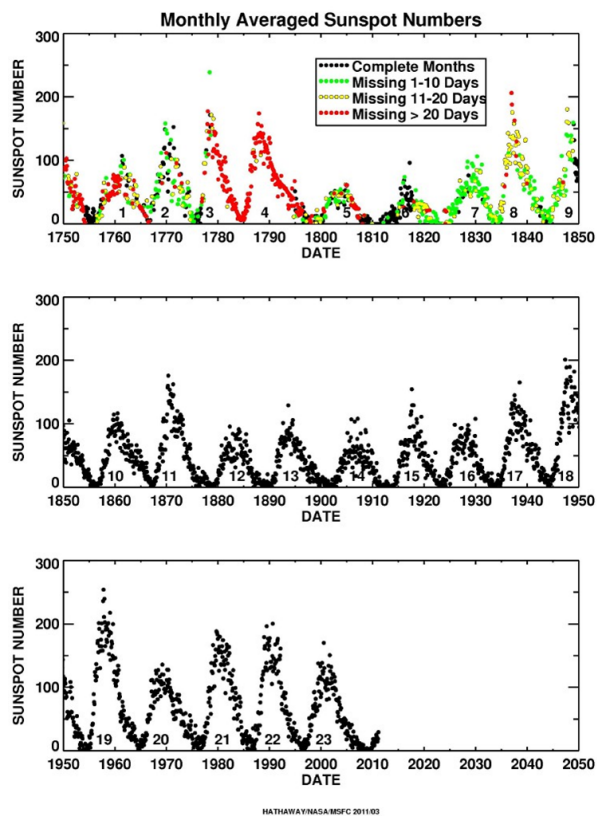 Monthly Averaged Sunspot Numbers
300
200
100
0
SUNSPOT NUMBER
Complete Months
Missing 1-10 Days
Missing 11-20 Days
Missing > 20 Days
1 2 3 4 5 6 7 8 9
1750 1760 1770 1780 1790 1800 1810 1820 1830 1840 1850
DATE
300
200
100
0
SUNSPOT NUMBER
10 11 12 13 14 15 16 17 18
1850 1860 1870 1880 1890 1900 1910 1920 1930 1940 1950
DATE
300
200
100
0
SUNSPOT NUMBER
19 20 21 22 23
1950 1960 1970 1980 1990 2000 2010 2020 2030 2040 2050
DATE
HATHAWAY/NASA/MSFC 2011/03